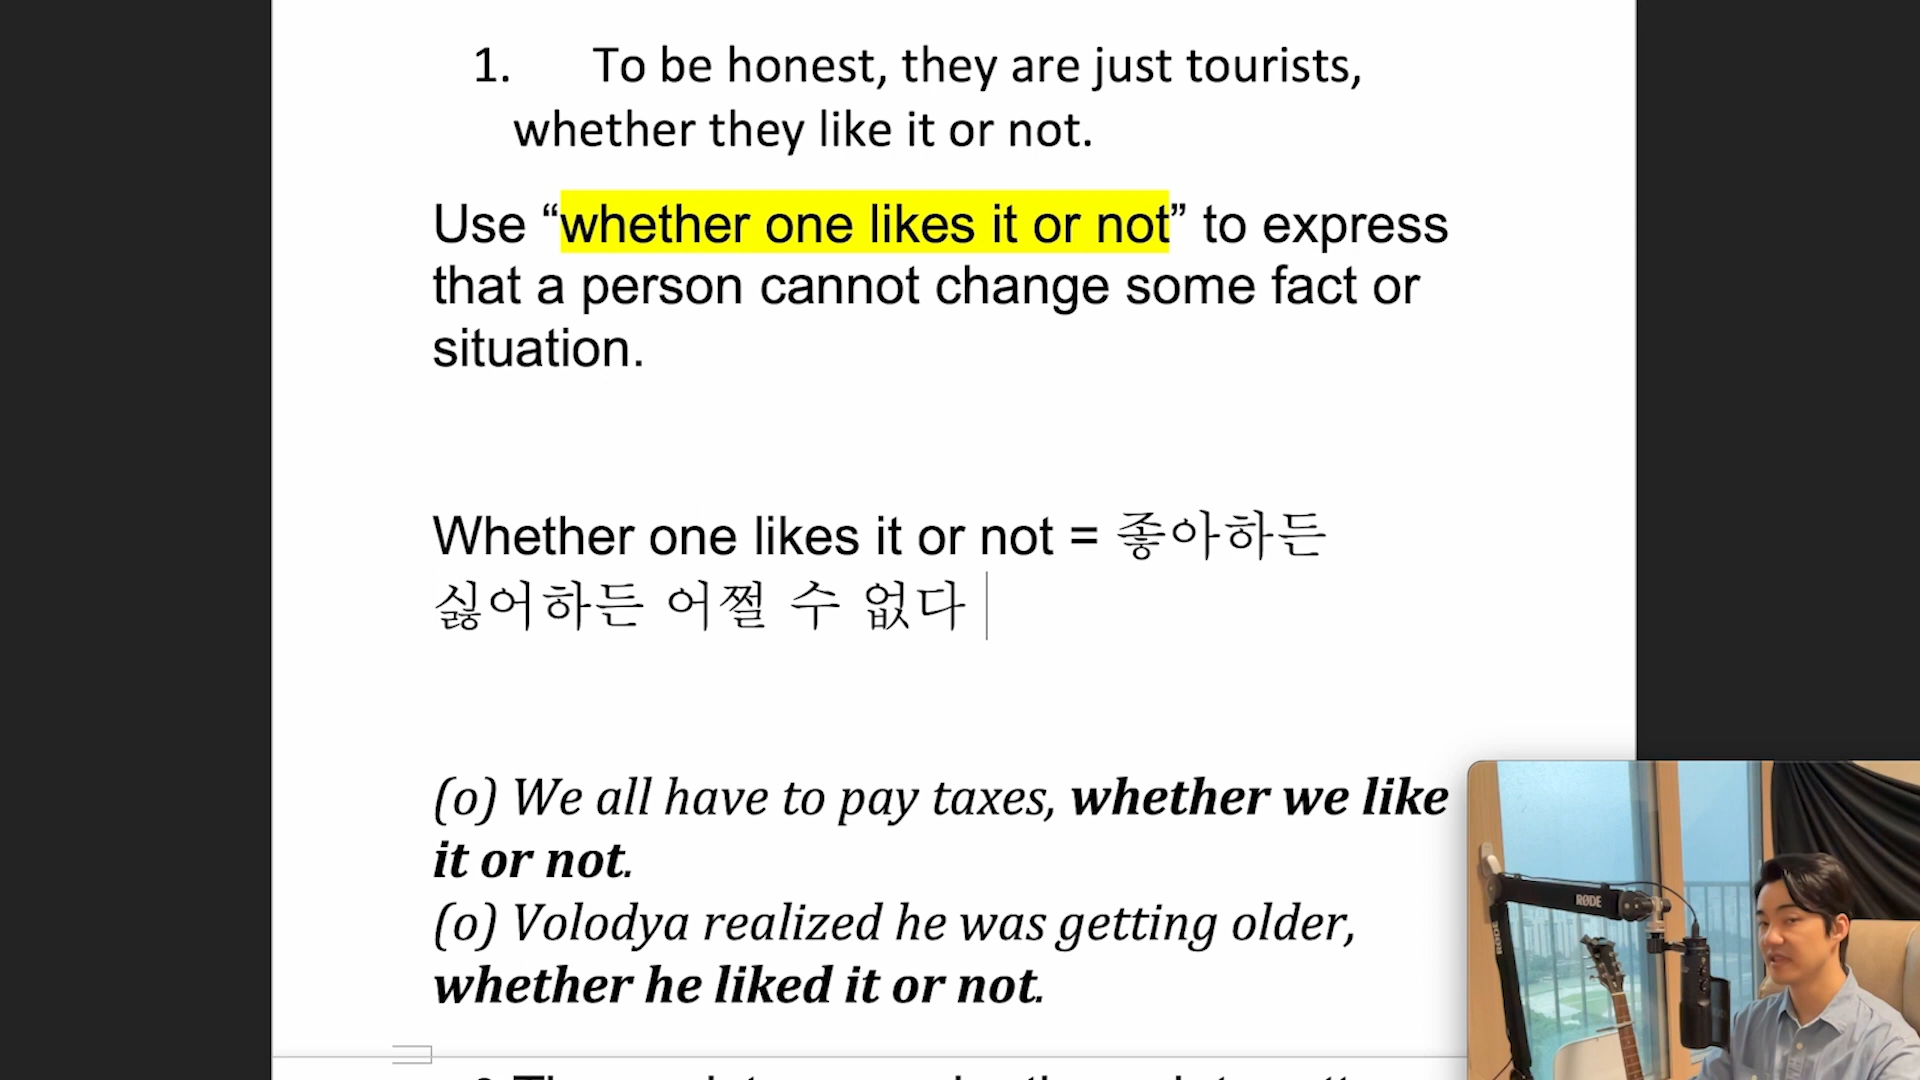 1. To be honest, they are just tourists,
whether they like it or not.
Use “whether one likes it or not” to express
that a person cannot change some fact or
situation.
Whether one likes it or not = 좋아하든
싫어하든 어쩔 수 없다
(o) We all have to pay taxes, whether we like
it or not.
(o) Volodya realized he was getting older,
whether he liked it or not.
RØDE
RØDE